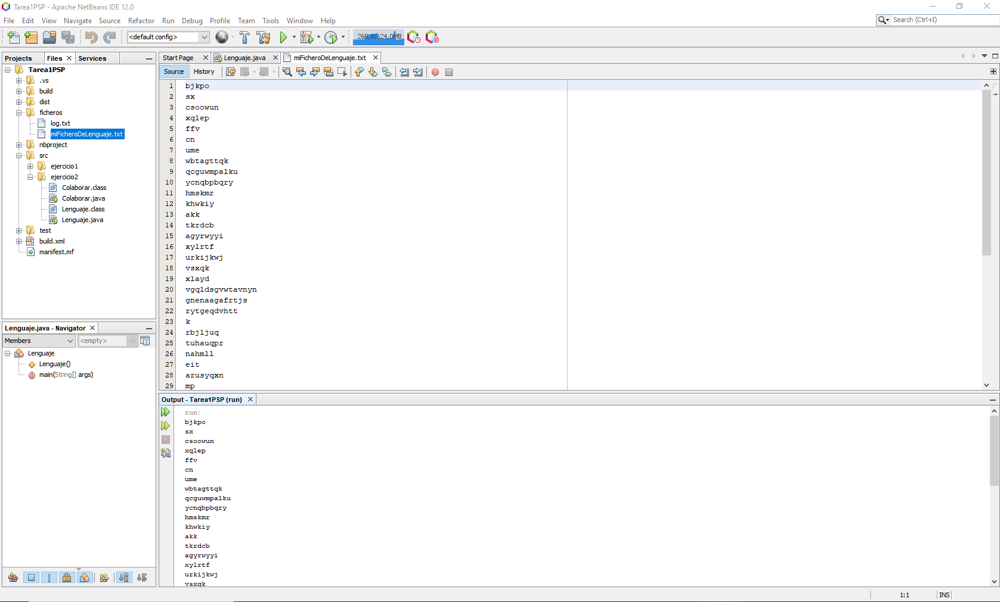 Tarea1PSP - Apache NetBeans IDE 12.0
File Edit View Navigate Source Refactor Run Debug Profile Team Tools Window Help
Search (Ctrl+I)
<default config>
269,8/624,0MB
Projects Files Services
Tarea1PSP
.vs
build
dist
ficheros
log.txt
miFicheroDeLenguaje.txt
nbproject
src
ejercicio1
ejercicio2
Colaborar.class
Colaborar.java
Lenguaje.class
Lenguaje.java
test
build.xml
manifest.mf
Lenguaje.java - Navigator
Members <empty>
Lenguaje
Lenguaje()
main(String[] args)
Start Page Lenguaje.java miFicheroDeLenguaje.txt
Source History
1 bjkpo
2 sx
3 csoowun
4 xqlep
5 ffv
6 cn
7 ume
8 wbtagttqk
9 qcguwmpalku
10 ycnqbpbqry
11 hmskmr
12 khwkiy
13 akk
14 tkrdcb
15 agyrwyyi
16 xylrtf
17 urkijkwj
18 vsxqk
19 xlayd
20 vgqldsgvwtavnyn
21 gnenaagafrtjs
22 rytgeqdvhtt
23 k
24 rbjljuq
25 tuhauqpr
26 nahmll
27 eit
28 arusyqxn
29 mp
Output - Tarea1PSP (run)
run:
bjkpo
sx
csoowun
xqlep
ffv
cn
ume
wbtagttqk
qcguwmpalku
ycnqbpbqry
hmskmr
khwkiy
akk
tkrdcb
agyrwyyi
xylrtf
urkijkwj
vsxqk
1:1 INS